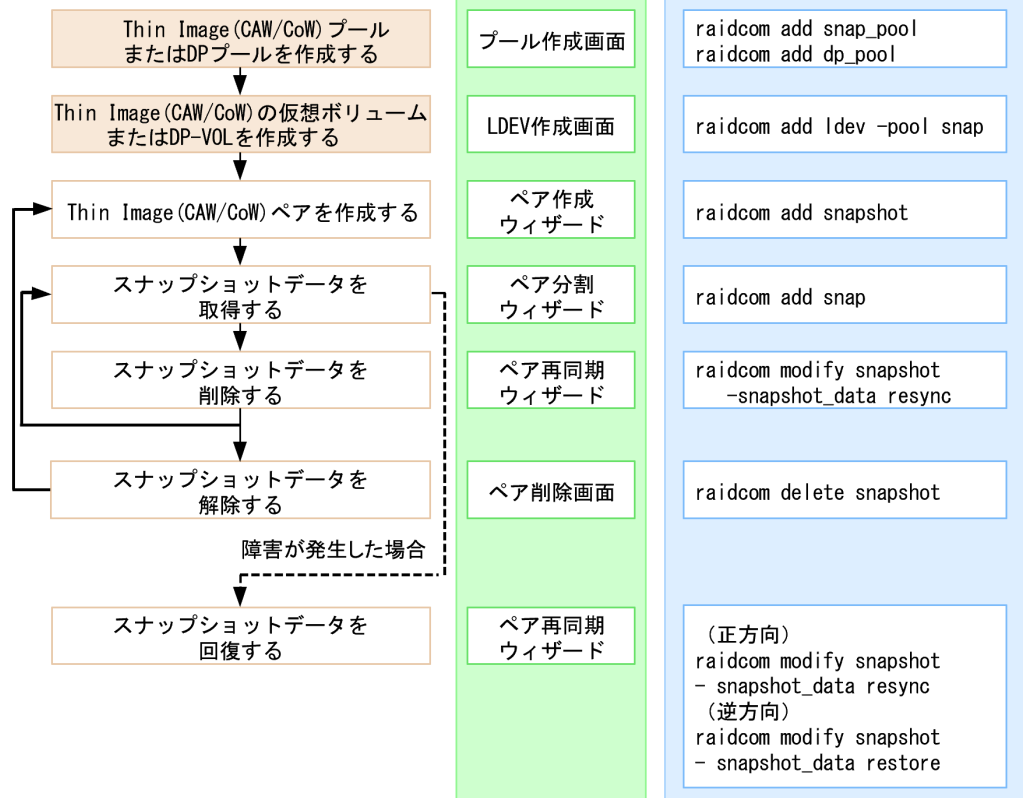 Thin Image(CAW/CoW)プール
またはDPプールを作成する
プール作成画面
raidcom add snap_pool
raidcom add dp_pool
Thin Image(CAW/CoW)の仮想ボリューム
またはDP-VOLを作成する
LDEV作成画面
raidcom add ldev -pool snap
Thin Image(CAW/CoW)ペアを作成する
ペア作成
ウィザード
raidcom add snapshot
スナップショットデータを
取得する
ペア分割
ウィザード
raidcom add snap
スナップショットデータを
削除する
ペア再同期
ウィザード
raidcom modify snapshot
-snapshot_data resync
スナップショットデータを
解除する
ペア削除画面
raidcom delete snapshot
障害が発生した場合
スナップショットデータを
回復する
ペア再同期
ウィザード
（正方向）
raidcom modify snapshot
- snapshot_data resync
（逆方向）
raidcom modify snapshot
- snapshot_data restore